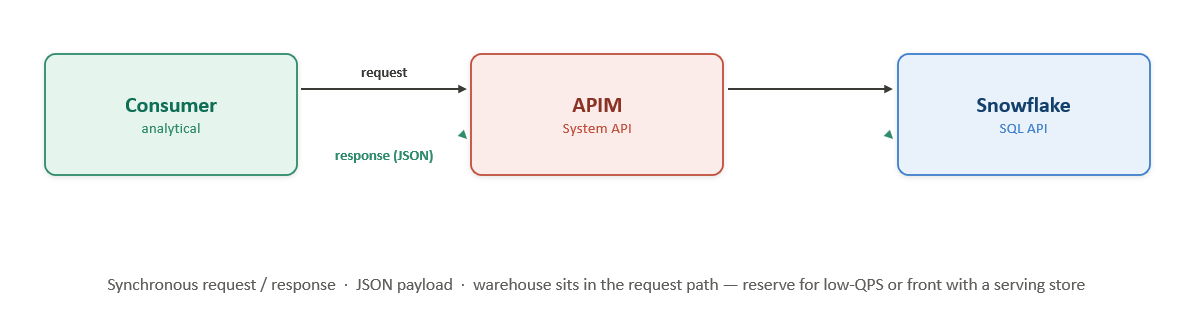 Consumer
analytical
request
response (JSON)
APIM
System API
Snowflake
SQL API
Synchronous request / response · JSON payload · warehouse sits in the request path — reserve for low-QPS or front with a serving store